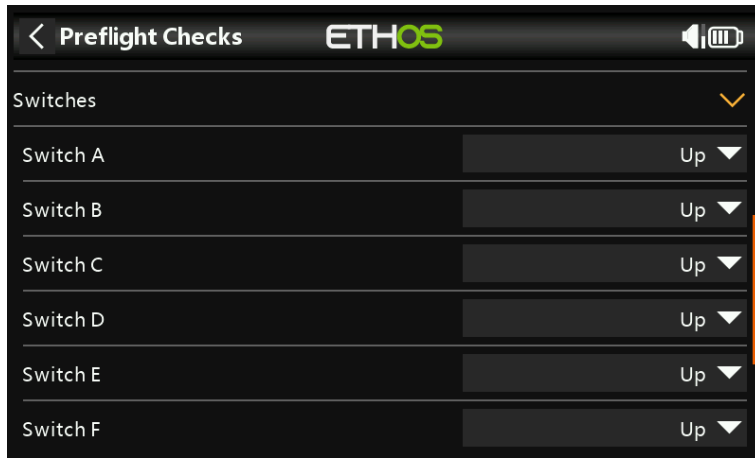 Preflight Checks ETHOS
Switches
Switch A Up
Switch B Up
Switch C Up
Switch D Up
Switch E Up
Switch F Up